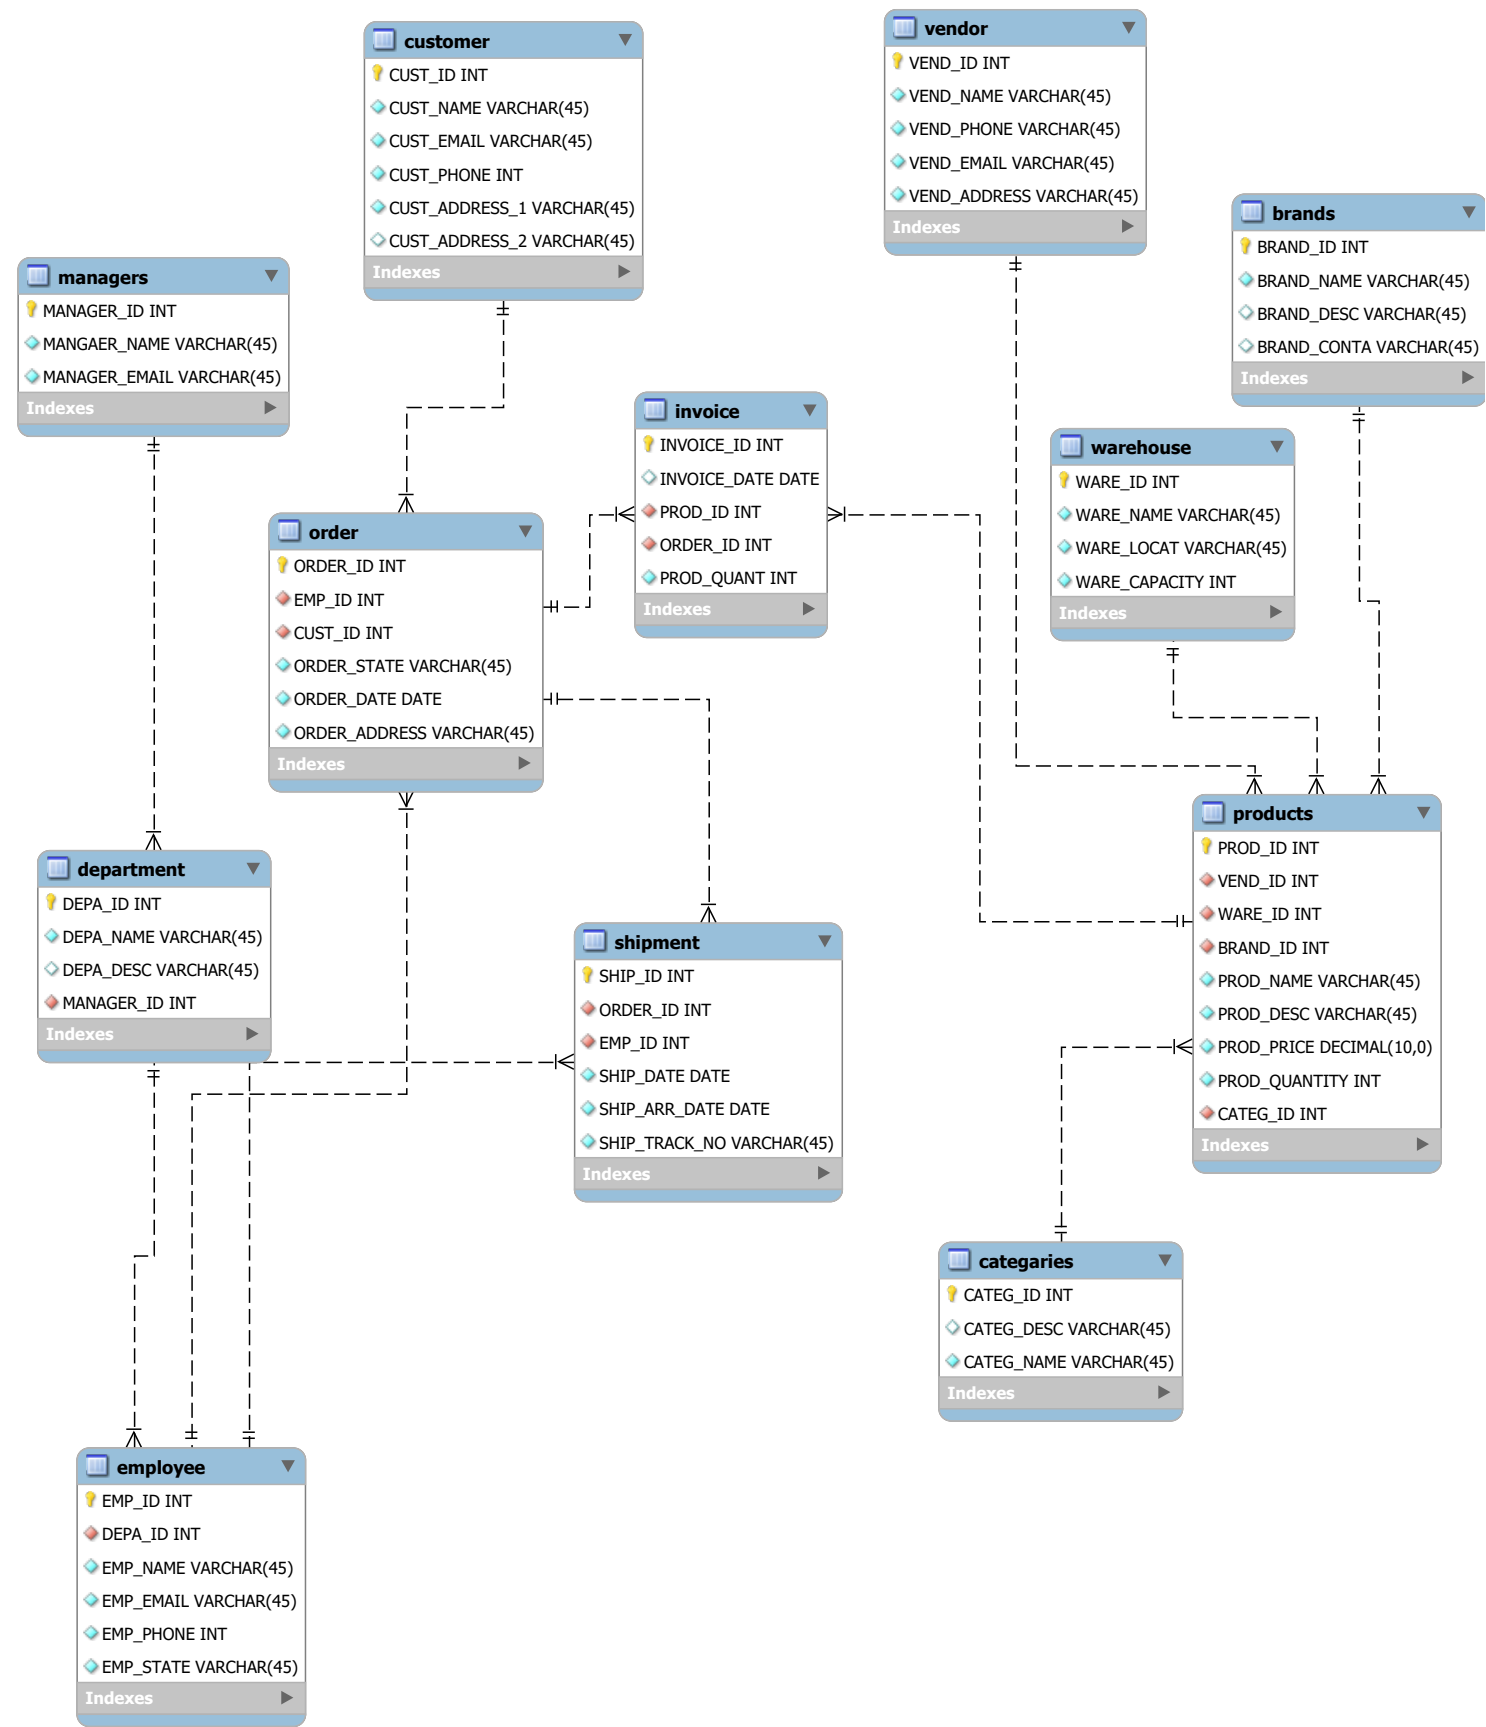 customer
CUST_ID INT
CUST_NAME VARCHAR(45)
CUST_EMAIL VARCHAR(45)
CUST_PHONE INT
CUST_ADDRESS_1 VARCHAR(45)
CUST_ADDRESS_2 VARCHAR(45)
Indexes
vendor
VEND_ID INT
VEND_NAME VARCHAR(45)
VEND_PHONE VARCHAR(45)
VEND_EMAIL VARCHAR(45)
VEND_ADDRESS VARCHAR(45)
Indexes
brands
BRAND_ID INT
BRAND_NAME VARCHAR(45)
BRAND_DESC VARCHAR(45)
BRAND_CONTA VARCHAR(45)
Indexes
managers
MANAGER_ID INT
MANGAER_NAME VARCHAR(45)
MANAGER_EMAIL VARCHAR(45)
Indexes
invoice
INVOICE_ID INT
INVOICE_DATE DATE
PROD_ID INT
ORDER_ID INT
PROD_QUANT INT
Indexes
warehouse
WARE_ID INT
WARE_NAME VARCHAR(45)
WARE_LOCAT VARCHAR(45)
WARE_CAPACITY INT
Indexes
order
ORDER_ID INT
EMP_ID INT
CUST_ID INT
ORDER_STATE VARCHAR(45)
ORDER_DATE DATE
ORDER_ADDRESS VARCHAR(45)
Indexes
products
PROD_ID INT
VEND_ID INT
WARE_ID INT
BRAND_ID INT
PROD_NAME VARCHAR(45)
PROD_DESC VARCHAR(45)
PROD_PRICE DECIMAL(10,0)
PROD_QUANTITY INT
CATEG_ID INT
Indexes
department
DEPA_ID INT
DEPA_NAME VARCHAR(45)
DEPA_DESC VARCHAR(45)
MANAGER_ID INT
Indexes
shipment
SHIP_ID INT
ORDER_ID INT
EMP_ID INT
SHIP_DATE DATE
SHIP_ARR_DATE DATE
SHIP_TRACK_NO VARCHAR(45)
Indexes
categaries
CATEG_ID INT
CATEG_DESC VARCHAR(45)
CATEG_NAME VARCHAR(45)
Indexes
employee
EMP_ID INT
DEPA_ID INT
EMP_NAME VARCHAR(45)
EMP_EMAIL VARCHAR(45)
EMP_PHONE INT
EMP_STATE VARCHAR(45)
Indexes